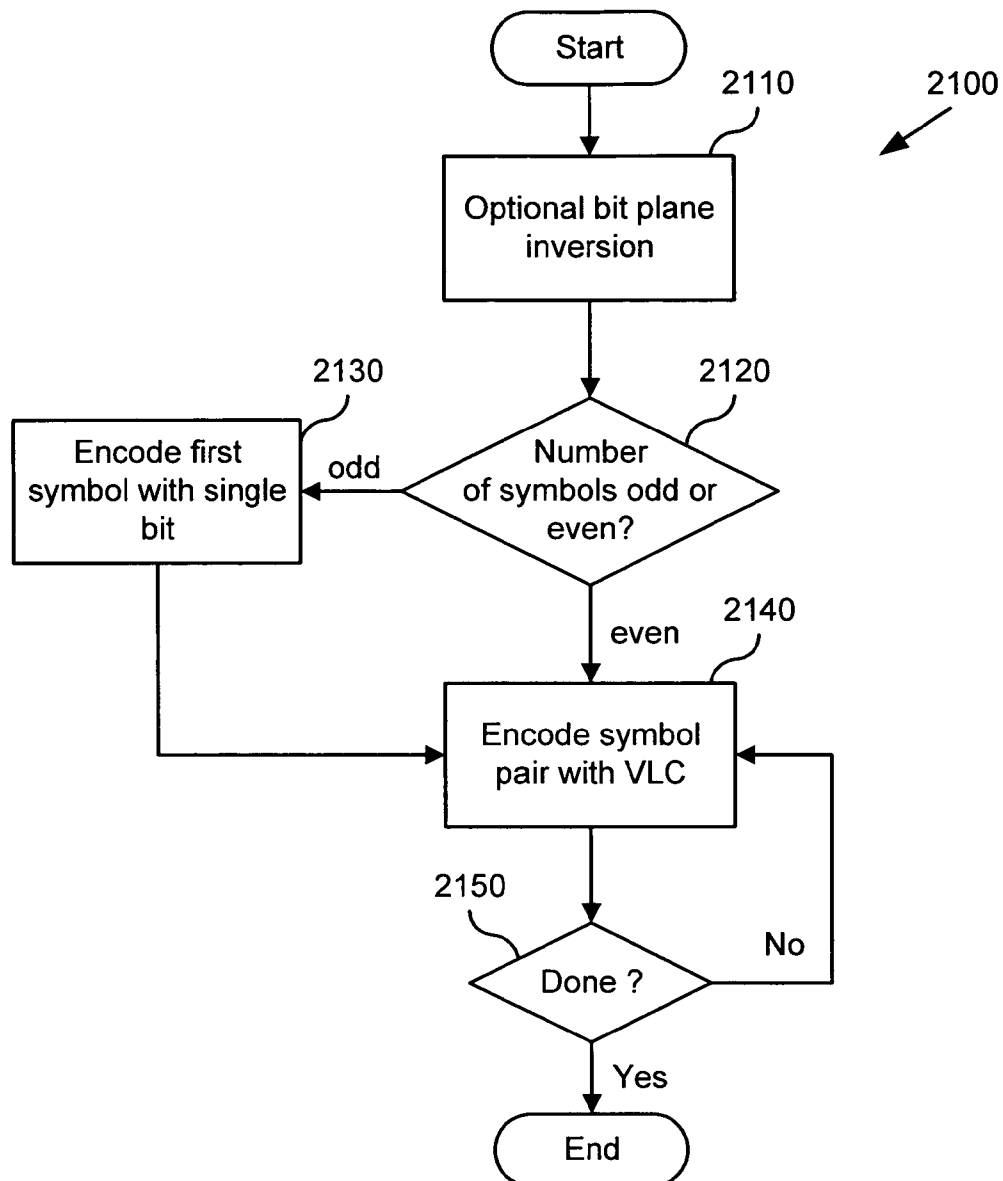 Start
2110
2100
Optional bit plane
inversion
2130
2120
Encode first
symbol with single
bit
odd
Number
of symbols odd or
even?
even
2140
Encode symbol
pair with VLC
2150
Done ?
No
Yes
End